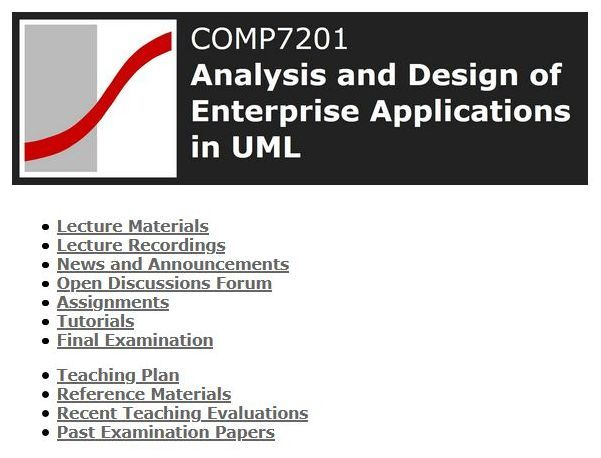 COMP7201
Analysis and Design of
Enterprise Applications
in UML
Lecture Materials
Lecture Recordings
News and Announcements
Open Discussions Forum
Assignments
Tutorials
Final Examination
Teaching Plan
Reference Materials
Recent Teaching Evaluations
Past Examination Papers